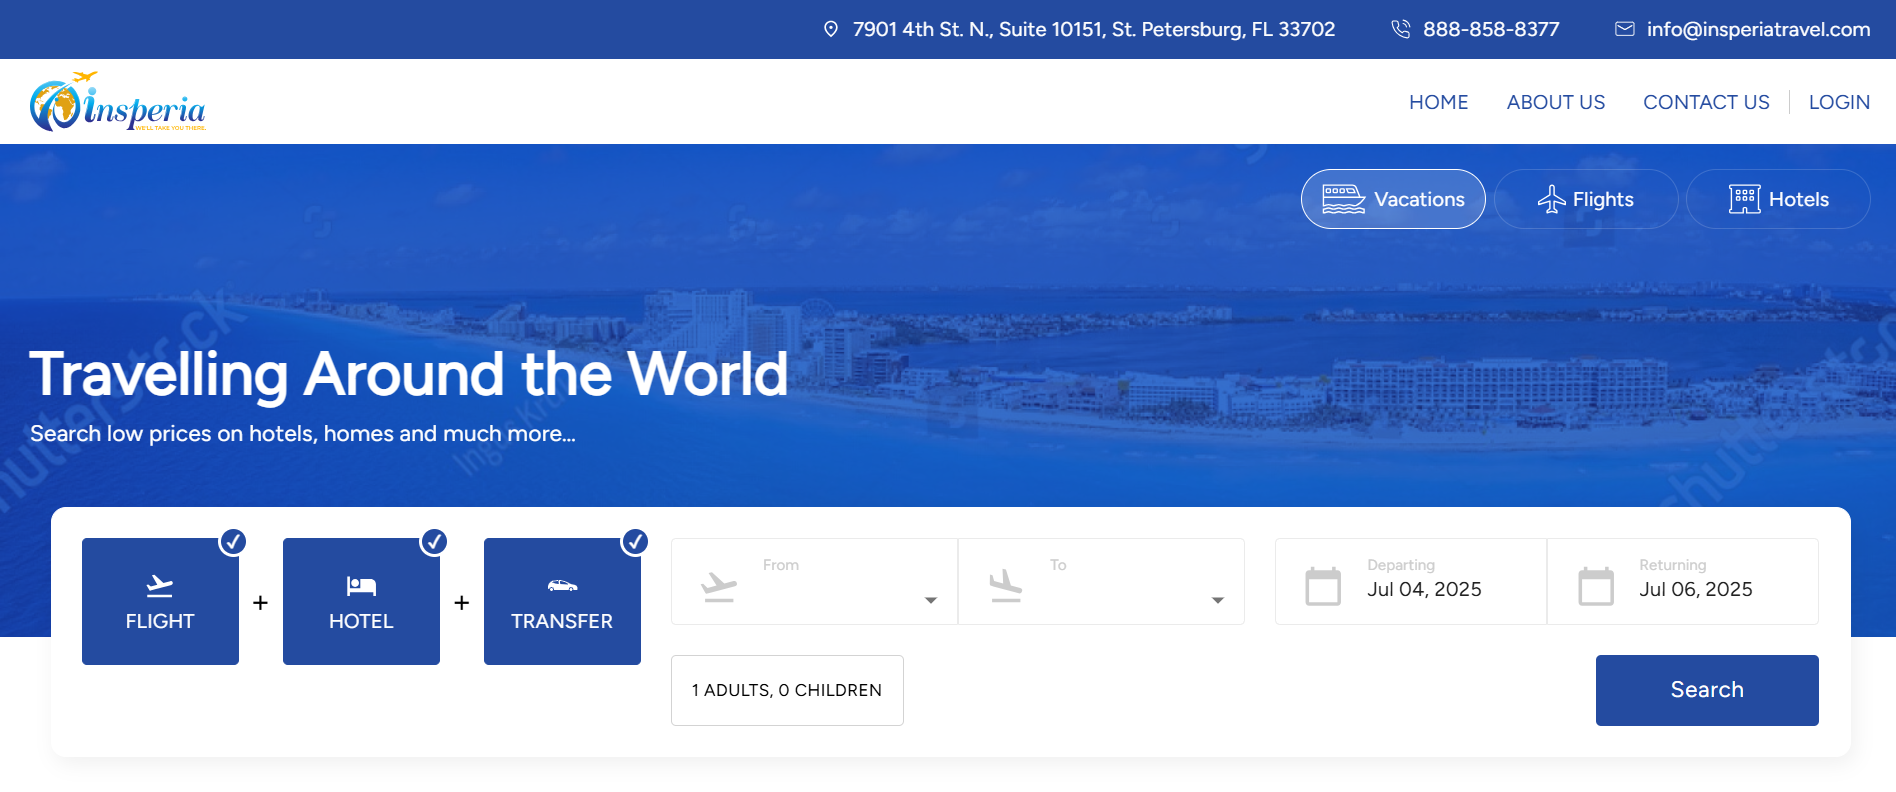 7901 4th St. N., Suite 10151, St. Petersburg, FL 33702
888-858-8377
info@insperiatravel.com
insperia
WE'LL TAKE YOU THERE.
HOME
ABOUT US
CONTACT US
LOGIN
Vacations
Flights
Hotels
shutterst
ck
Travelling Around the World
Search low prices on hotels, homes and much more...
FLIGHT
+
HOTEL
+
TRANSFER
From
To
Departing
Jul 04, 2025
Returning
Jul 06, 2025
1 ADULTS, 0 CHILDREN
Search